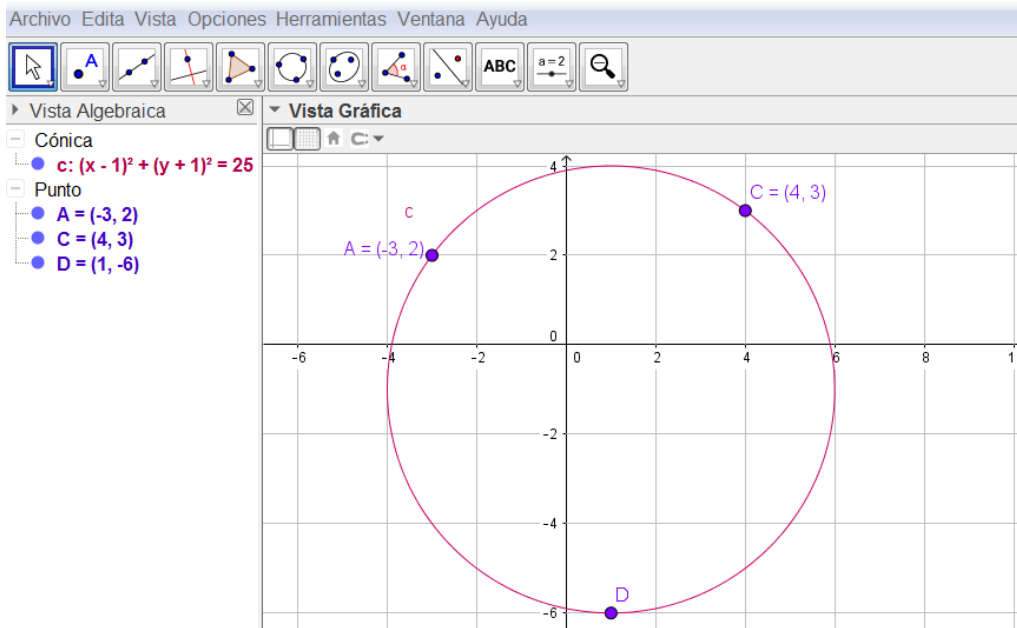 Archivo Edita Vista Opciones Herramientas Ventana Ayuda
A
α
ABC
a=2
Vista Algebraica
Vista Gráfica
Cónica
c: (x - 1)² + (y + 1)² = 25
Punto
A = (-3, 2)
C = (4, 3)
D = (1, -6)
4
C = (4, 3)
c
A = (-3, 2)
2
0
-6 -4 -2 0 2 4 6 8 1
-2
-4
D
-6